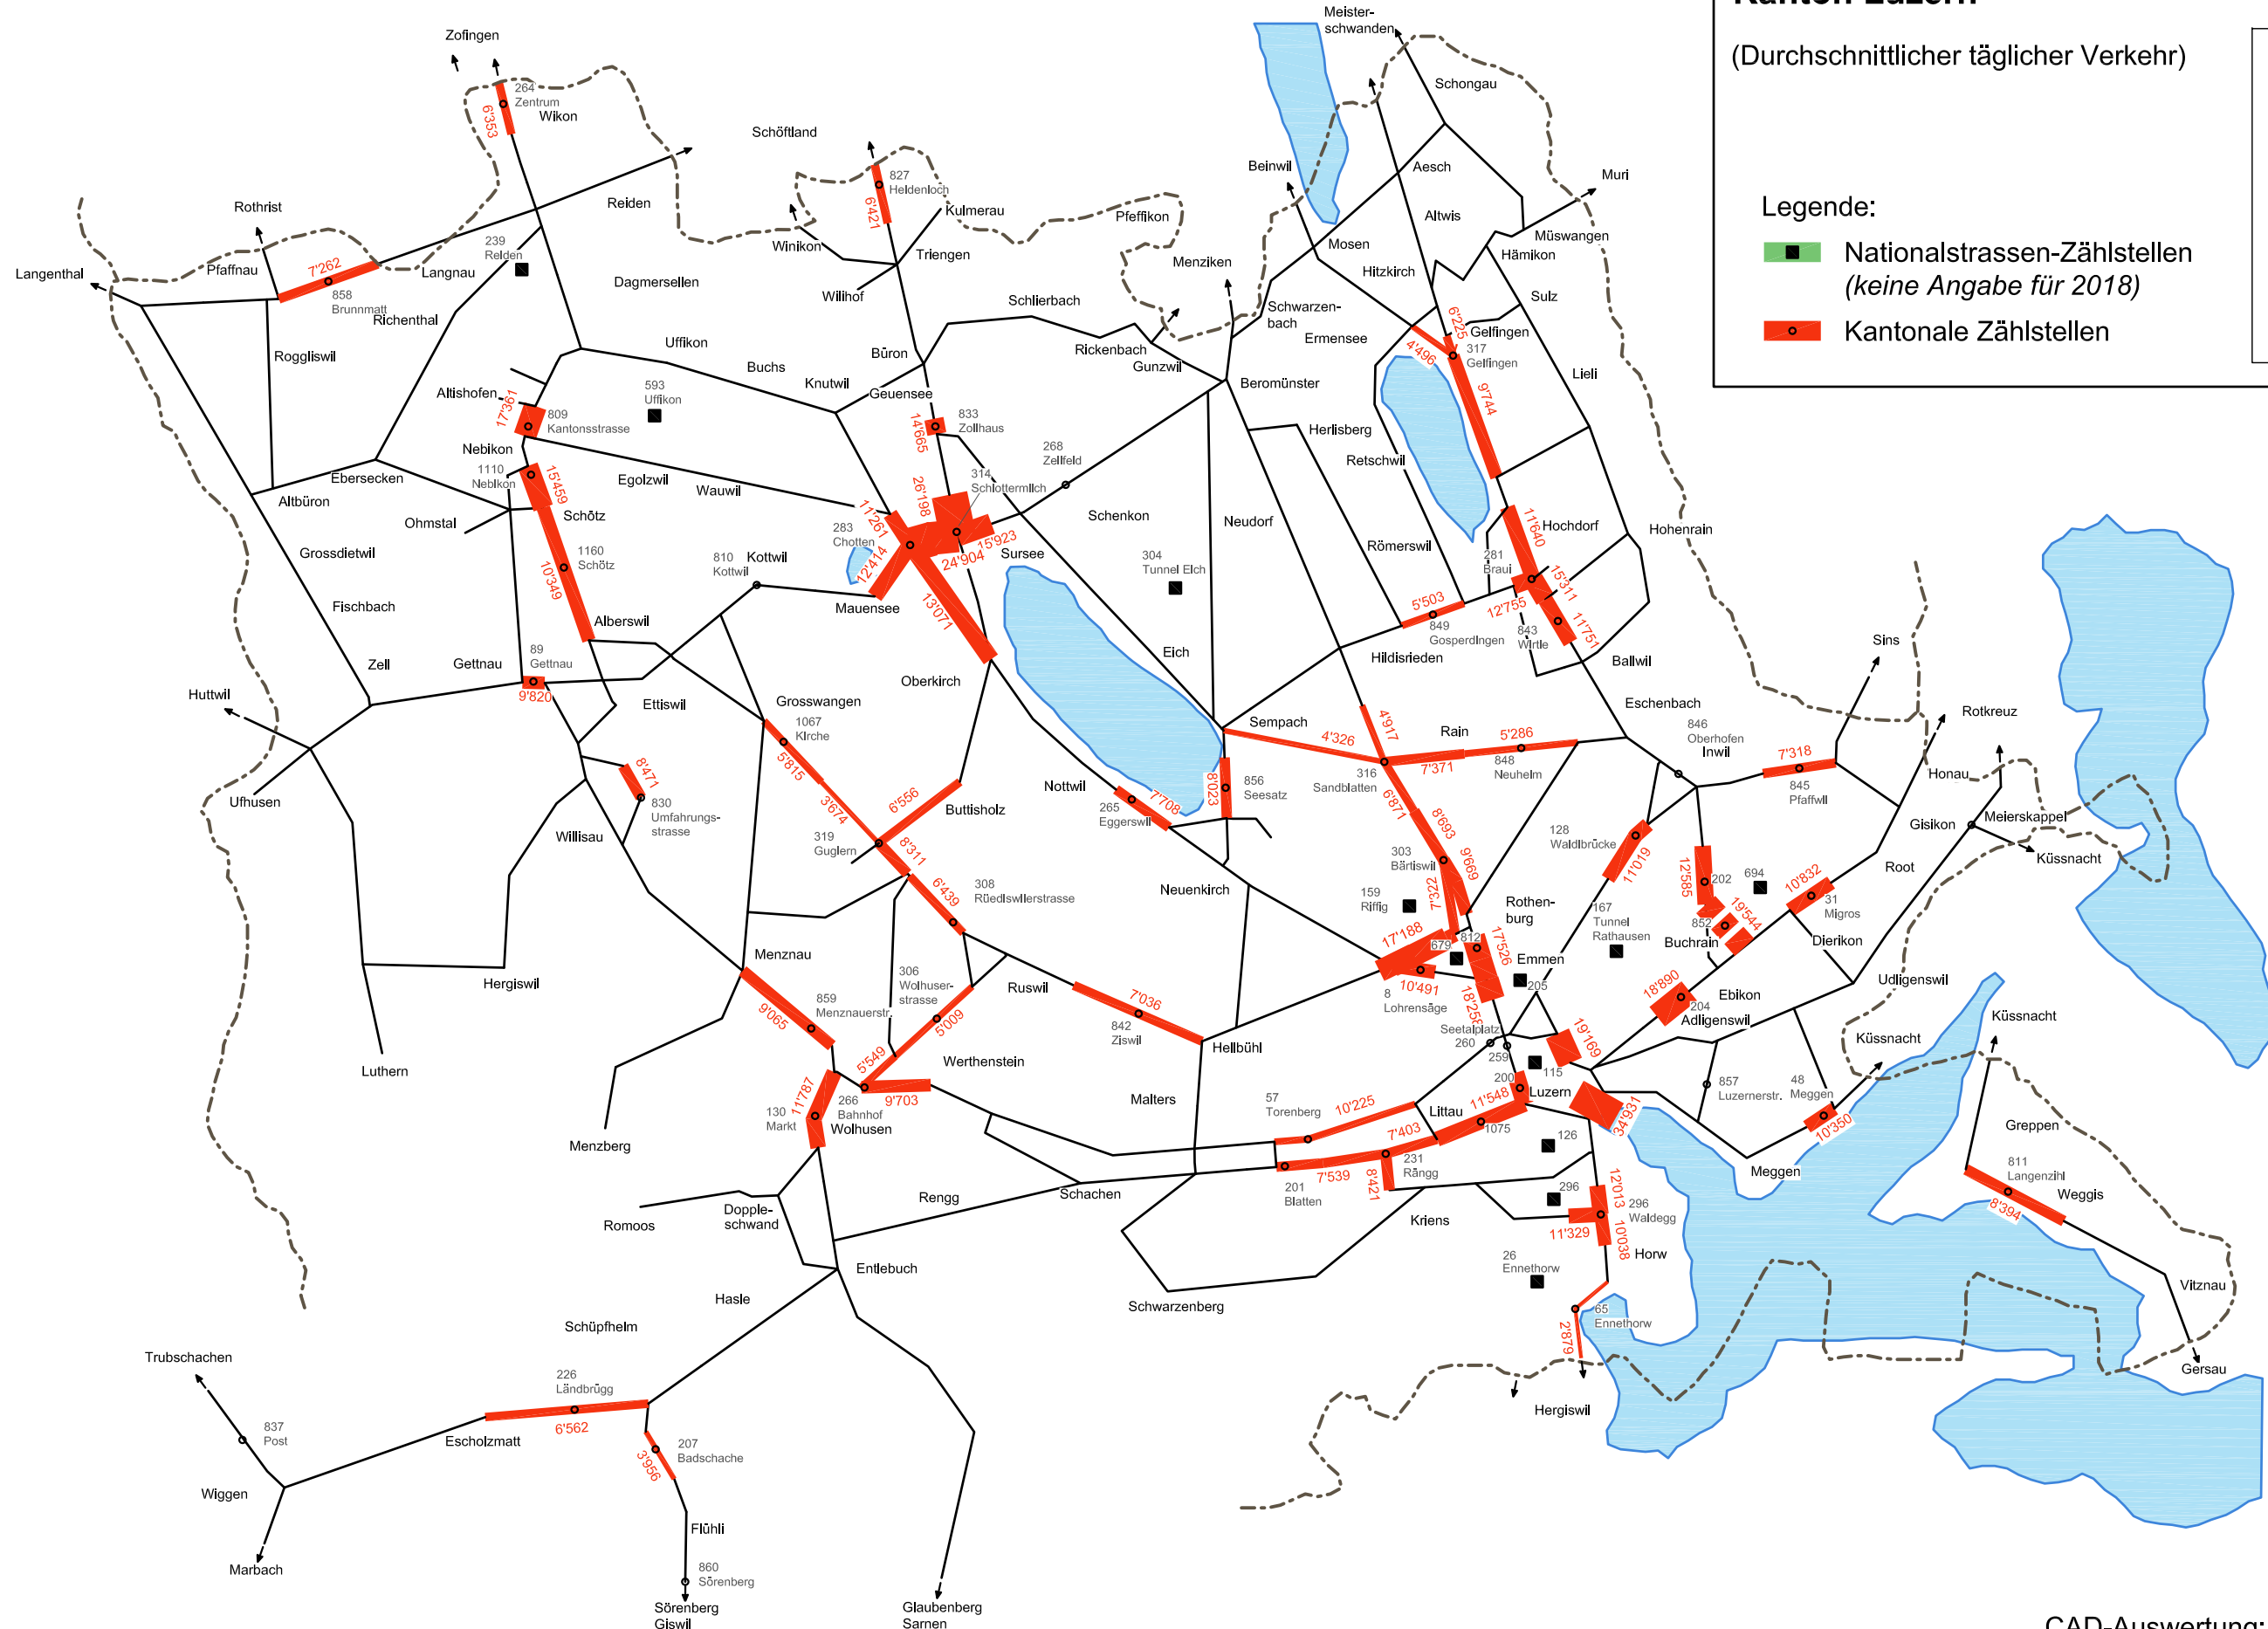 (Durchschnittlicher täglicher Verkehr)
Legende:
Nationalstrassen-Zählstellen
(keine Angabe für 2018)
Kantonale Zählstellen
Meister-
schwanden
Zofingen
264
Zentrum
Wikon
6'353
Schongau
Schöftland
827
Heldenloch
6'421
Beinwil
Aesch
Muri
Rothrist
Reiden
Kulmerau
Pfeffikon
Altwis
Winikon
Triengen
Mosen
Müswangen
Hämikon
239
Reiden
Langenthal
Pfaffnau
7'262
Langnau
858
Brunnmatt
Richenthal
Dagmersellen
Wilihof
Menziken
Hitzkirch
Schlierbach
Schwarzen-
bach
Sulz
Ermensee
6'225
Gelfingen
317
Gelfingen
4'496
9'744
Roggliswil
Uffikon
Büron
Rickenbach
Gunzwil
Buchs
Knutwil
Beromünster
Lieli
Altishofen
593
Uffikon
Geuensee
17'361
809
Kantonsstrasse
14'665
833
Zollhaus
Herlisberg
Nebikon
268
Zellfeld
Retschwil
1110
Nebikon
15'459
Ebersecken
Egolzwil
Wauwil
26'198
314
Schlottermilch
Altbüron
Ohmstal
Schötz
11'261
283
Chotten
15'923
Schenkon
Neudorf
11'640
Hochdorf
Hohenrain
Grossdietwil
1160
Schötz
10'349
810
Kottwil
Kottwil
12'414
24'904
Sursee
304
Tunnel Eich
Römerswil
281
Braui
15'311
Fischbach
Mauensee
13'071
5'503
12'755
849
Gosperdingen
843
Wirtle
11'751
Alberswil
Zell
Gettnau
89
Gettnau
9'820
Eich
Hildisrieden
Ballwil
Sins
Huttwil
Ettiswil
Oberkirch
Grosswangen
1067
Kirche
5'815
Sempach
4'917
Rain
5'286
Eschenbach
846
Oberhofen
Inwil
7'318
Rotkreuz
4'326
7'371
848
Neuheim
316
Sandblatten
845
Pfaffwil
Honau
Ufhusen
8'471
830
Umfahrungs-
strasse
3'674
6'556
Buttisholz
Nottwil
265
Eggerswil
7'708
8'023
856
Seesatz
6'871
8'693
128
Waldibrücke
11'019
Gisikon
Meierskappel
Küssnacht
Willisau
319
Guglern
8'311
6'439
308
Rüediswilerstrasse
Neuenkirch
303
Bärtiswil
9'669
7'322
12'585
202
694
10'832
31
Migros
Root
159
Riffig
Rothen-
burg
167
Tunnel
Rathausen
852
19'544
Buchrain
Dierikon
17'188
679
812
17'526
Emmen
Menznau
Hergiswil
306
Wolhuser-
strasse
Ruswil
859
Menznauerstr.
9'065
5'009
7'036
842
Ziswil
8
Lohrensäge
10'491
18'258
205
18'890
204
Ebikon
Adligenswil
Udligenswil
Küssnacht
Küssnacht
Luthern
5'549
Werthenstein
Hellbühl
Seetalplatz
260
259
19'169
115
11'787
9'703
266
Bahnhof
Wolhusen
130
Markt
Malters
57
Torenberg
10'225
Littau
11'548
200
Luzern
34'931
857
Luzernerstr.
48
Meggen
10'350
Greppen
Menzberg
7'403
1075
231
Rängg
126
7'539
8'421
201
Blatten
Meggen
811
Langenzihl
Weggis
8'394
Romoos
Dopple-
schwand
Rengg
Schachen
Kriens
296
12'013
296
Waldegg
11'329
10'038
Horw
26
Ennethorw
Entlebuch
Hasle
Schwarzenberg
65
Ennethorw
2'879
Vitznau
Gersau
Schüpfheim
Trubschachen
226
Ländbrügg
6'562
Escholzmatt
837
Post
207
Badschache
3'956
Hergiswil
Wiggen
Flühli
Marbach
860
Sörenberg
Sörenberg
Giswil
Glaubenberg
Sarnen